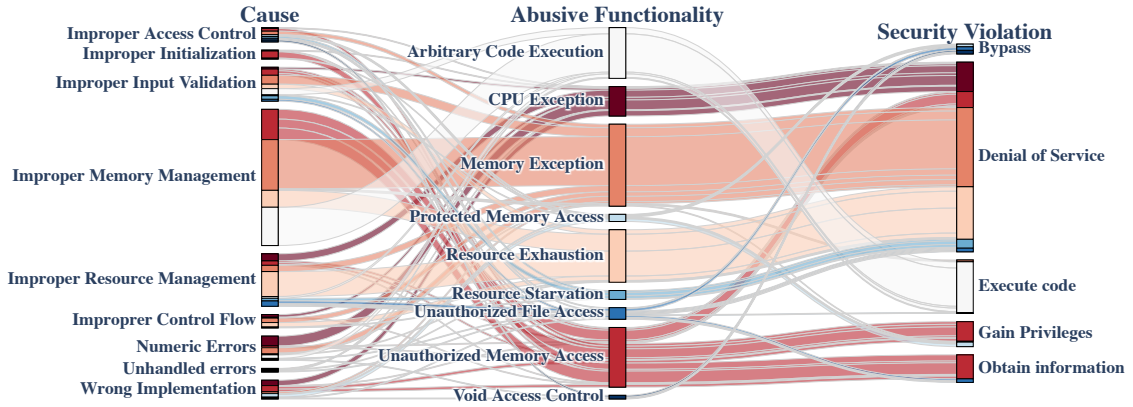 Cause
Abusive Functionality
Security Violation
Improper Access Control
Improper Initialization
Improper Input Validation
Improper Memory Management
Improper Resource Management
Improprer Control Flow
Numeric Errors
Unhandled errors
Wrong Implementation
Arbitrary Code Execution
CPU Exception
Memory Exception
Protected Memory Access
Resource Exhaustion
Resource Starvation
Unauthorized File Access
Unauthorized Memory Access
Void Access Control
Bypass
Denial of Service
Execute code
Gain Privileges
Obtain information